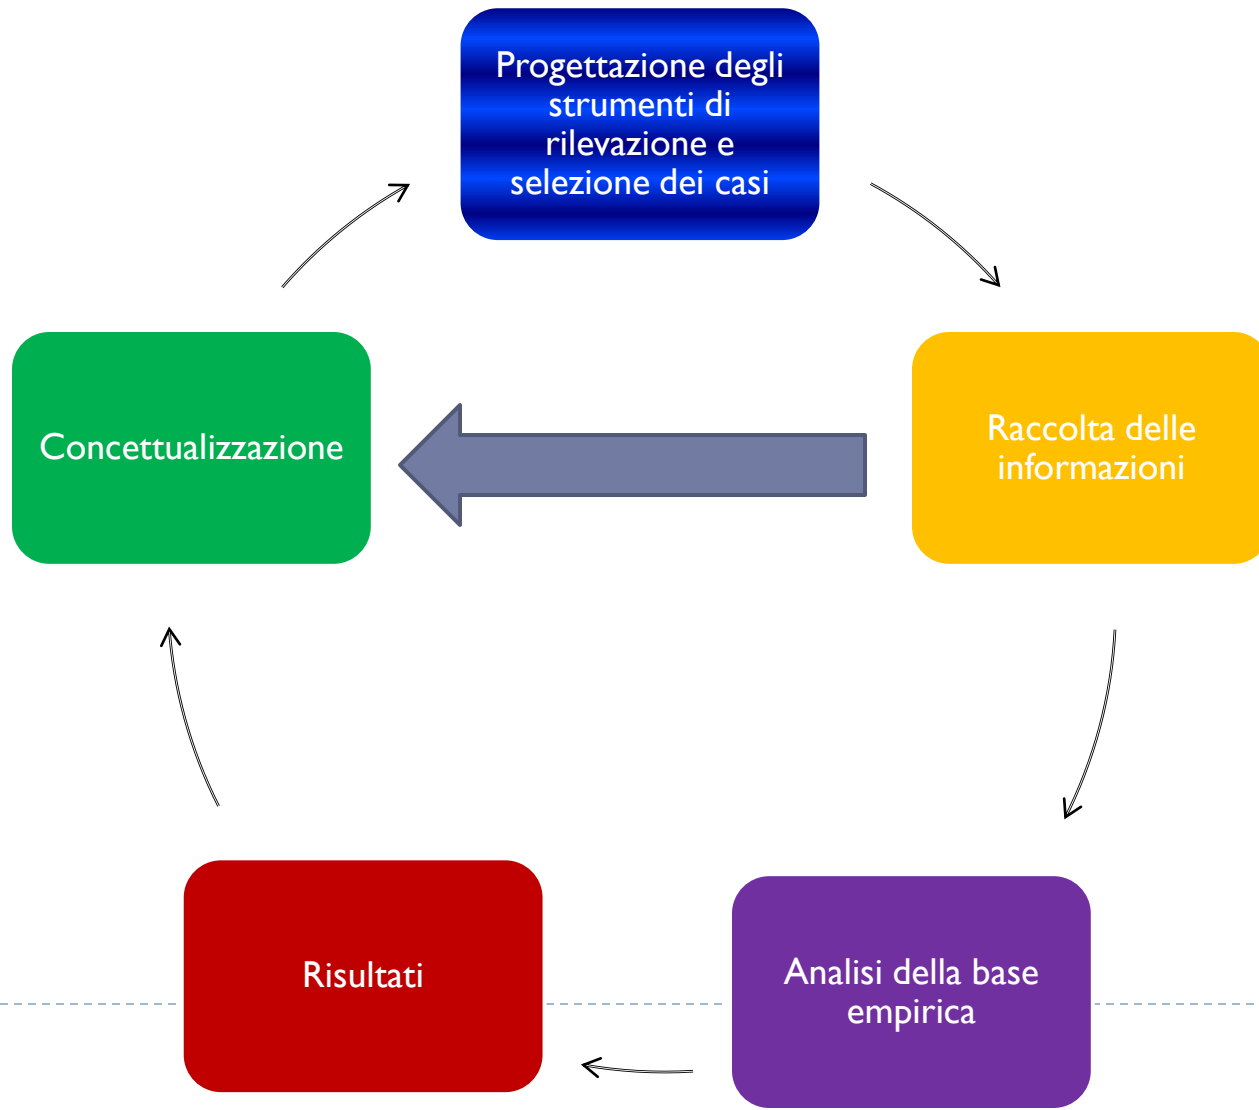 Progettazione degli
strumenti di
rilevazione e
selezione dei casi
Concettualizzazione
Raccolta delle
informazioni
Risultati
Analisi della base
empirica